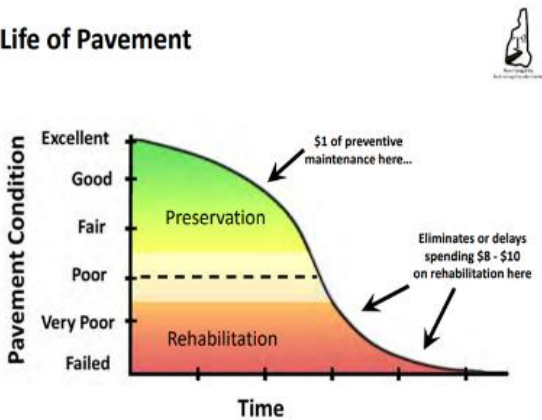 Life of Pavement
Excellent
Good
Fair
Poor
Very Poor
Failed
Pavement Condition
Preservation
Rehabilitation
$1 of preventive
maintenance here...
Eliminates or delays
spending $8 - $10
on rehabilitation here
Time